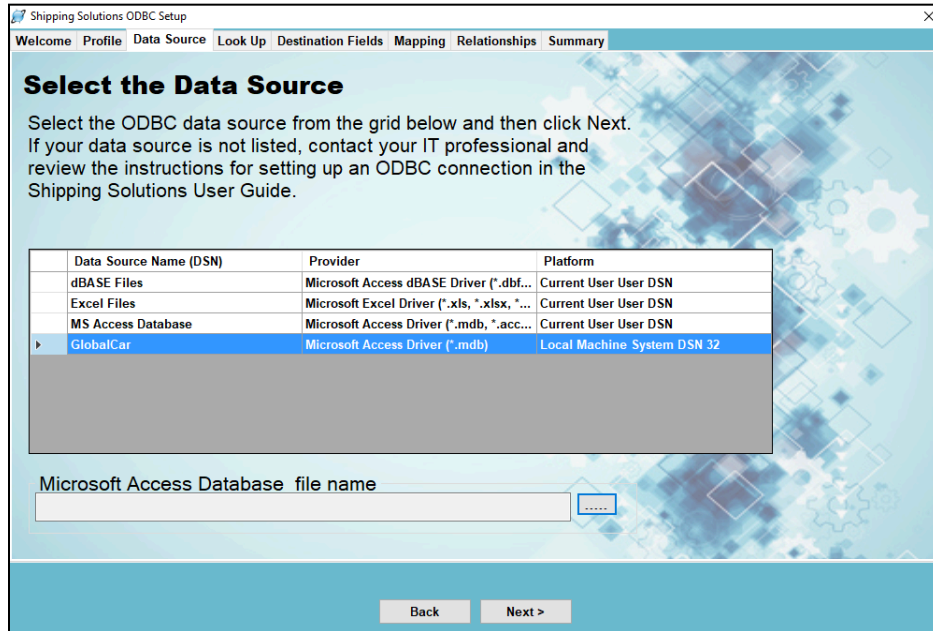 Shipping Solutions ODBC Setup
Welcome Profile Data Source Look Up Destination Fields Mapping Relationships Summary
Select the Data Source
Select the ODBC data source from the grid below and then click Next.
If your data source is not listed, contact your IT professional and
review the instructions for setting up an ODBC connection in the
Shipping Solutions User Guide.
Data Source Name (DSN) Provider Platform
dBASE Files Microsoft Access dBASE Driver (*.dbf... Current User User DSN
Excel Files Microsoft Excel Driver (*.xls, *.xlsx, *... Current User User DSN
MS Access Database Microsoft Access Driver (*.mdb, *.acc... Current User User DSN
GlobalCar Microsoft Access Driver (*.mdb) Local Machine System DSN 32
Microsoft Access Database file name
.....
Back Next >